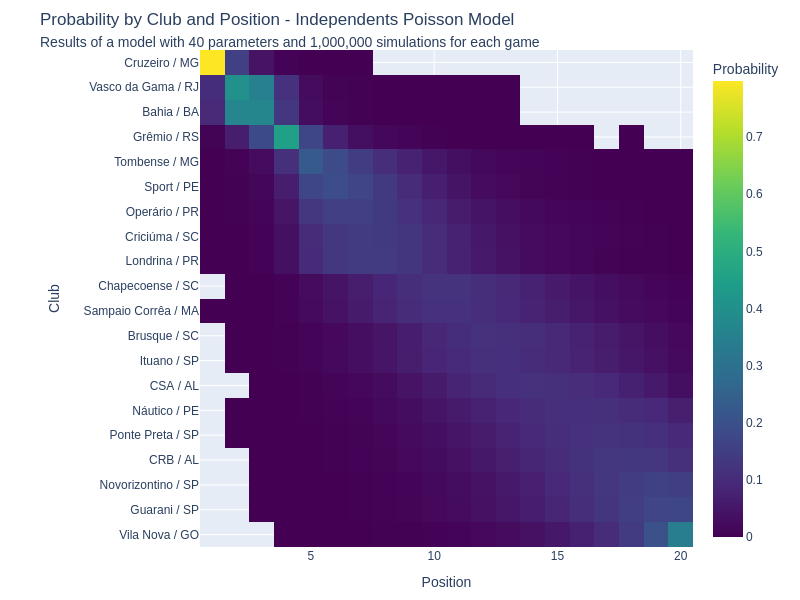 Probability by Club and Position - Independents Poisson Model
Results of a model with 40 parameters and 1,000,000 simulations for each game
Probability
Cruzeiro / MG
Vasco da Gama / RJ
Bahia / BA
Grêmio / RS
Tombense / MG
Sport / PE
Operário / PR
Criciúma / SC
Londrina / PR
Chapecoense / SC
Sampaio Corrêa / MA
Brusque / SC
Ituano / SP
CSA / AL
Náutico / PE
Ponte Preta / SP
CRB / AL
Novorizontino / SP
Guarani / SP
Vila Nova / GO
Club
5
10
15
20
Position
0.7
0.6
0.5
0.4
0.3
0.2
0.1
0